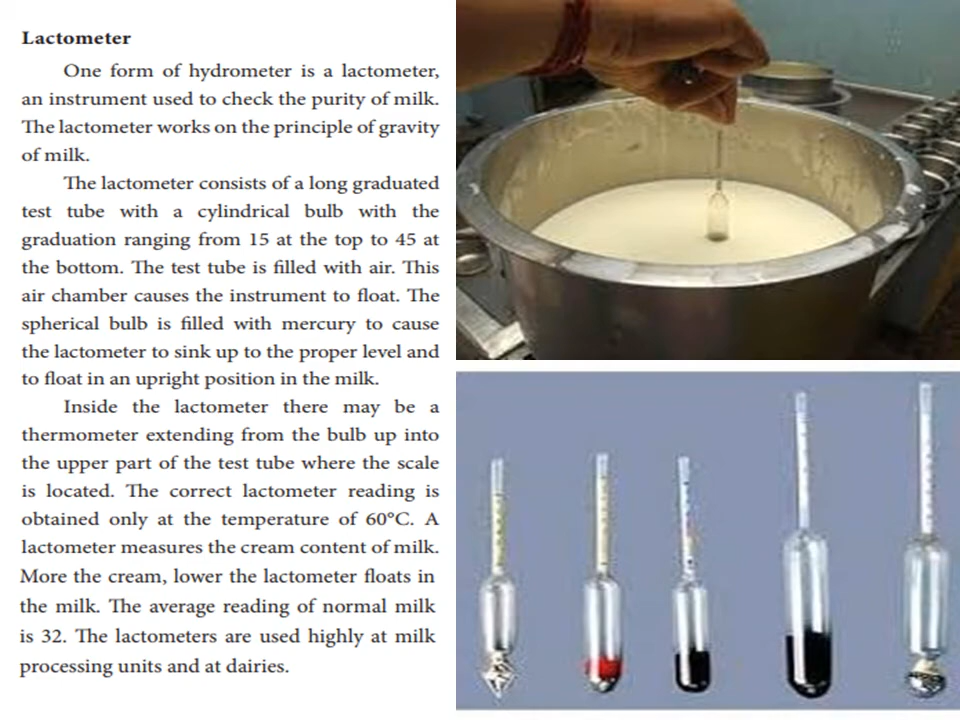 Lactometer
One form of hydrometer is a lactometer,
an instrument used to check the purity of milk.
The lactometer works on the principle of gravity
of milk.
The lactometer consists of a long graduated
test tube with a cylindrical bulb with the
graduation ranging from 15 at the top to 45 at
the bottom. The test tube is filled with air. This
air chamber causes the instrument to float. The
spherical bulb is filled with mercury to cause
the lactometer to sink up to the proper level and
to float in an upright position in the milk.
Inside the lactometer there may be a
thermometer extending from the bulb up into
the upper part of the test tube where the scale
is located. The correct lactometer reading is
obtained only at the temperature of 60°C. A
lactometer measures the cream content of milk.
More the cream, lower the lactometer floats in
the milk. The average reading of normal milk
is 32. The lactometers are used highly at milk
processing units and at dairies.